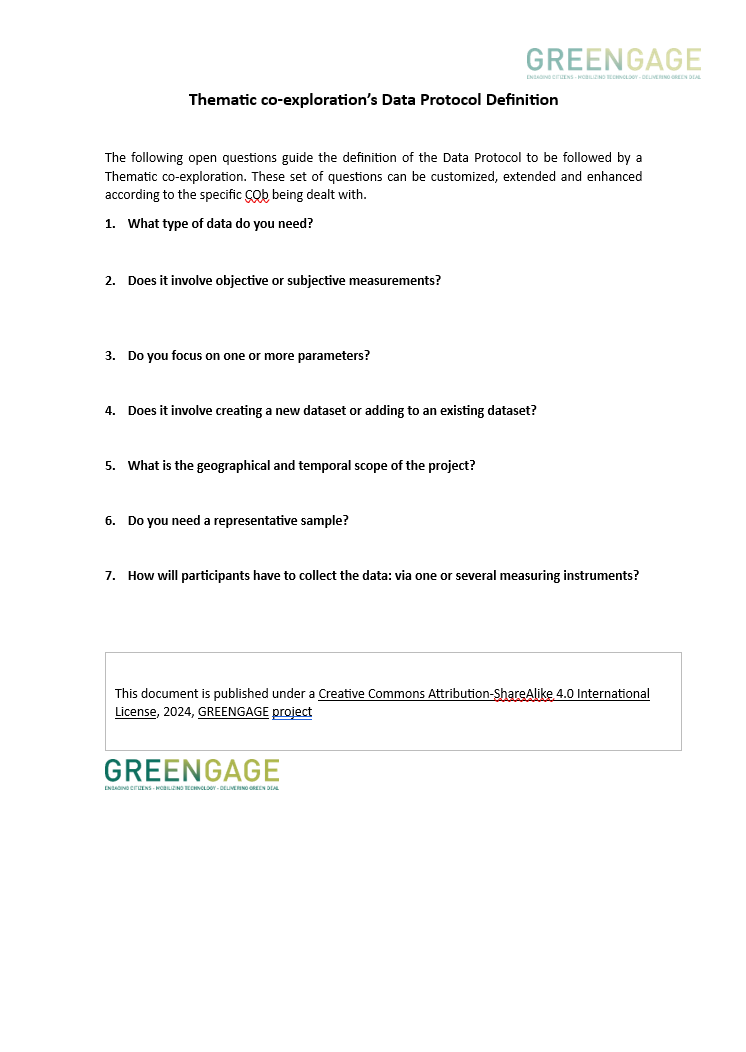 GREENGAGE
ENGAGING CITIZENS - MOBILIZING TECHNOLOGY - DELIVERING GREEN DEAL
Thematic co-exploration’s Data Protocol Definition
The following open questions guide the definition of the Data Protocol to be followed by a
Thematic co-exploration. These set of questions can be customized, extended and enhanced
according to the specific COb being dealt with.
1. What type of data do you need?
2. Does it involve objective or subjective measurements?
3. Do you focus on one or more parameters?
4. Does it involve creating a new dataset or adding to an existing dataset?
5. What is the geographical and temporal scope of the project?
6. Do you need a representative sample?
7. How will participants have to collect the data: via one or several measuring instruments?
This document is published under a Creative Commons Attribution-ShareAlike 4.0 International
License, 2024, GREENGAGE project
GREENGAGE
ENGAGING CITIZENS - MOBILIZING TECHNOLOGY - DELIVERING GREEN DEAL